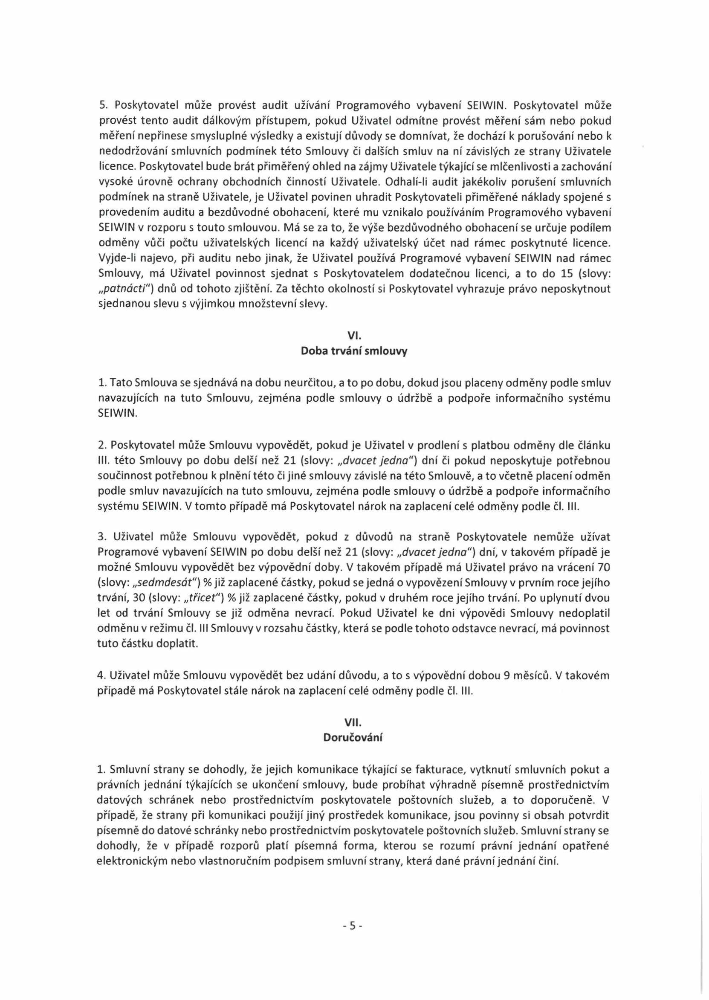 5. Poskytovatel může provést audit užívání Programového vybavení SEIWIN. Poskytovatel může
provést tento audit dálkovým přístupem, pokud Uživatel odmítne provést měření sám nebo pokud
měření nepřinese smysluplné výsledky a existují důvody se domnívat, že dochází k porušování nebo k
nedodržování smluvních podmínek této Smlouvy či dalších smluv na ní závislých ze strany Uživatele
licence. Poskytovatel bude brát přiměřený ohled na zájmy Uživatele týkající se mlčenlivosti a zachování
vysoké úrovně ochrany obchodních činností Uživatele. Odhalí-li audit jakékoliv porušení smluvních
podmínek na straně Uživatele, je Uživatel povinen uhradit Poskytovateli přiměřené náklady spojené s
provedením auditu a bezdůvodné obohacení, které mu vznikalo používáním Programového vybavení
SEIWIN v rozporu s touto smlouvou. Má se za to, že výše bezdůvodného obohacení se určuje podílem
odměny vůči počtu uživatelských licencí na každý uživatelský účet nad rámec poskytnuté licence.
Vyjde-li najevo, při auditu nebo jinak, že Uživatel používá Programové vybavení SEIWIN nad rámec
Smlouvy, má Uživatel povinnost sjednat s Poskytovatelem dodatečnou licenci, a to do 15 (slovy:
„patnácti“) dnů od tohoto zjištění. Za těchto okolností si Poskytovatel vyhrazuje právo neposkytnout
sjednanou slevu s výjimkou množstevní slevy.
VI.
Doba trvání smlouvy
1. Tato Smlouva se sjednává na dobu neurčitou, a to po dobu, dokud jsou placeny odměny podle smluv
navazujících na tuto Smlouvu, zejména podle smlouvy o údržbě a podpoře informačního systému
SEIWIN.
2. Poskytovatel může Smlouvu vypovědět, pokud je Uživatel v prodlení s platbou odměny dle článku
III. této Smlouvy po dobu delší než 21 (slovy: „dvacet jedna“) dní či pokud neposkytuje potřebnou
součinnost potřebnou k plnění této či jiné smlouvy závislé na této Smlouvě, a to včetně placení odměn
podle smluv navazujících na tuto smlouvu, zejména podle smlouvy o údržbě a podpoře informačního
systému SEIWIN. V tomto případě má Poskytovatel nárok na zaplacení celé odměny podle čl. III.
3. Uživatel může Smlouvu vypovědět, pokud z důvodů na straně Poskytovatele nemůže užívat
Programové vybavení SEIWIN po dobu delší než 21 (slovy: „dvacet jedna“) dní, v takovém případě je
možné Smlouvu vypovědět bez výpovědní doby. V takovém případě má Uživatel právo na vrácení 70
(slovy: „sedmdesát“) % již zaplacené částky, pokud se jedná o vypovězení Smlouvy v prvním roce jejího
trvání, 30 (slovy: „třicet“) % již zaplacené částky, pokud v druhém roce jejího trvání. Po uplynutí dvou
let od trvání Smlouvy se již odměna nevrací. Pokud Uživatel ke dni výpovědi Smlouvy nedoplatil
odměnu v režimu čl. III Smlouvy v rozsahu částky, která se podle tohoto odstavce nevrací, má povinnost
tuto částku doplatit.
4. Uživatel může Smlouvu vypovědět bez udání důvodu, a to s výpovědní dobou 9 měsíců. V takovém
případě má Poskytovatel stále nárok na zaplacení celé odměny podle čl. III.
VII.
Doručování
1. Smluvní strany se dohodly, že jejich komunikace týkající se fakturace, vytknutí smluvních pokut a
právních jednání týkajících se ukončení smlouvy, bude probíhat výhradně písemně prostřednictvím
datových schránek nebo prostřednictvím poskytovatele poštovních služeb, a to doporučeně. V
případě, že strany při komunikaci použijí jiný prostředek komunikace, jsou povinny si obsah potvrdit
písemně do datové schránky nebo prostřednictvím poskytovatele poštovních služeb. Smluvní strany se
dohodly, že v případě rozporů platí písemná forma, kterou se rozumí právní jednání opatřené
elektronickým nebo vlastnoručním podpisem smluvní strany, která dané právní jednání činí.
- 5 -